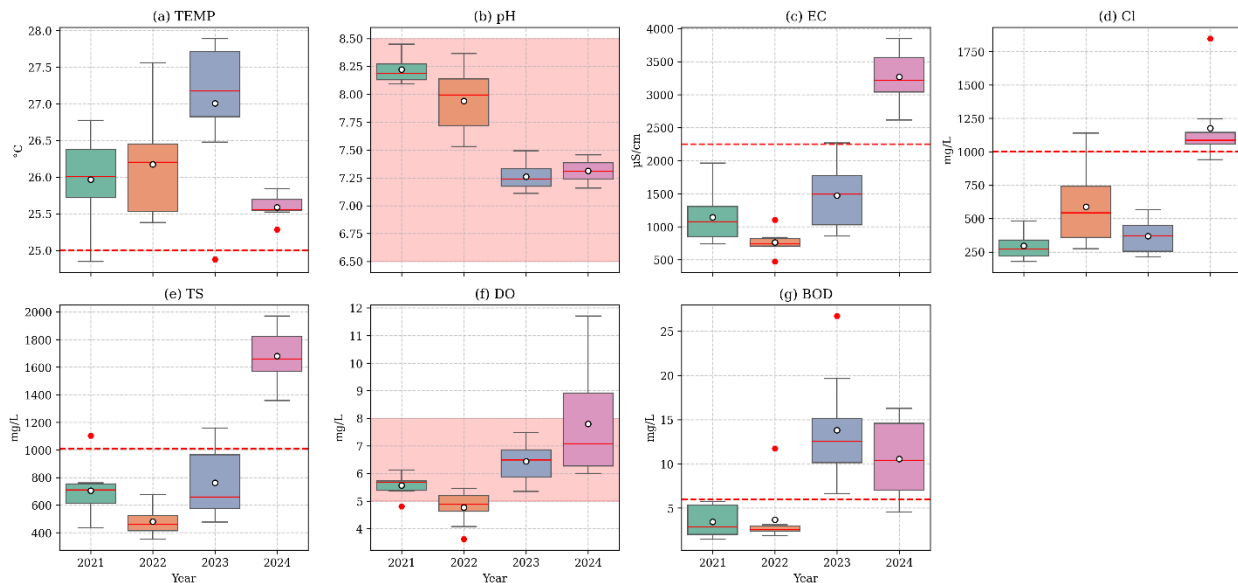 (a) TEMP
(b) pH
(c) EC
(d) Cl
28.0
27.5
27.0
26.5
26.0
25.5
25.0
°C
8.50
8.25
8.00
7.75
7.50
7.25
7.00
6.75
6.50
4000
3500
3000
2500
2000
1500
1000
500
µS/cm
1750
1500
1250
1000
750
500
250
mg/L
(e) TS
(f) DO
(g) BOD
2000
1800
1600
1400
1200
1000
800
600
400
mg/L
2021 2022 2023 2024
Year
12
11
10
9
8
7
6
5
4
mg/L
2021 2022 2023 2024
Year
25
20
15
10
5
mg/L
2021 2022 2023 2024
Year